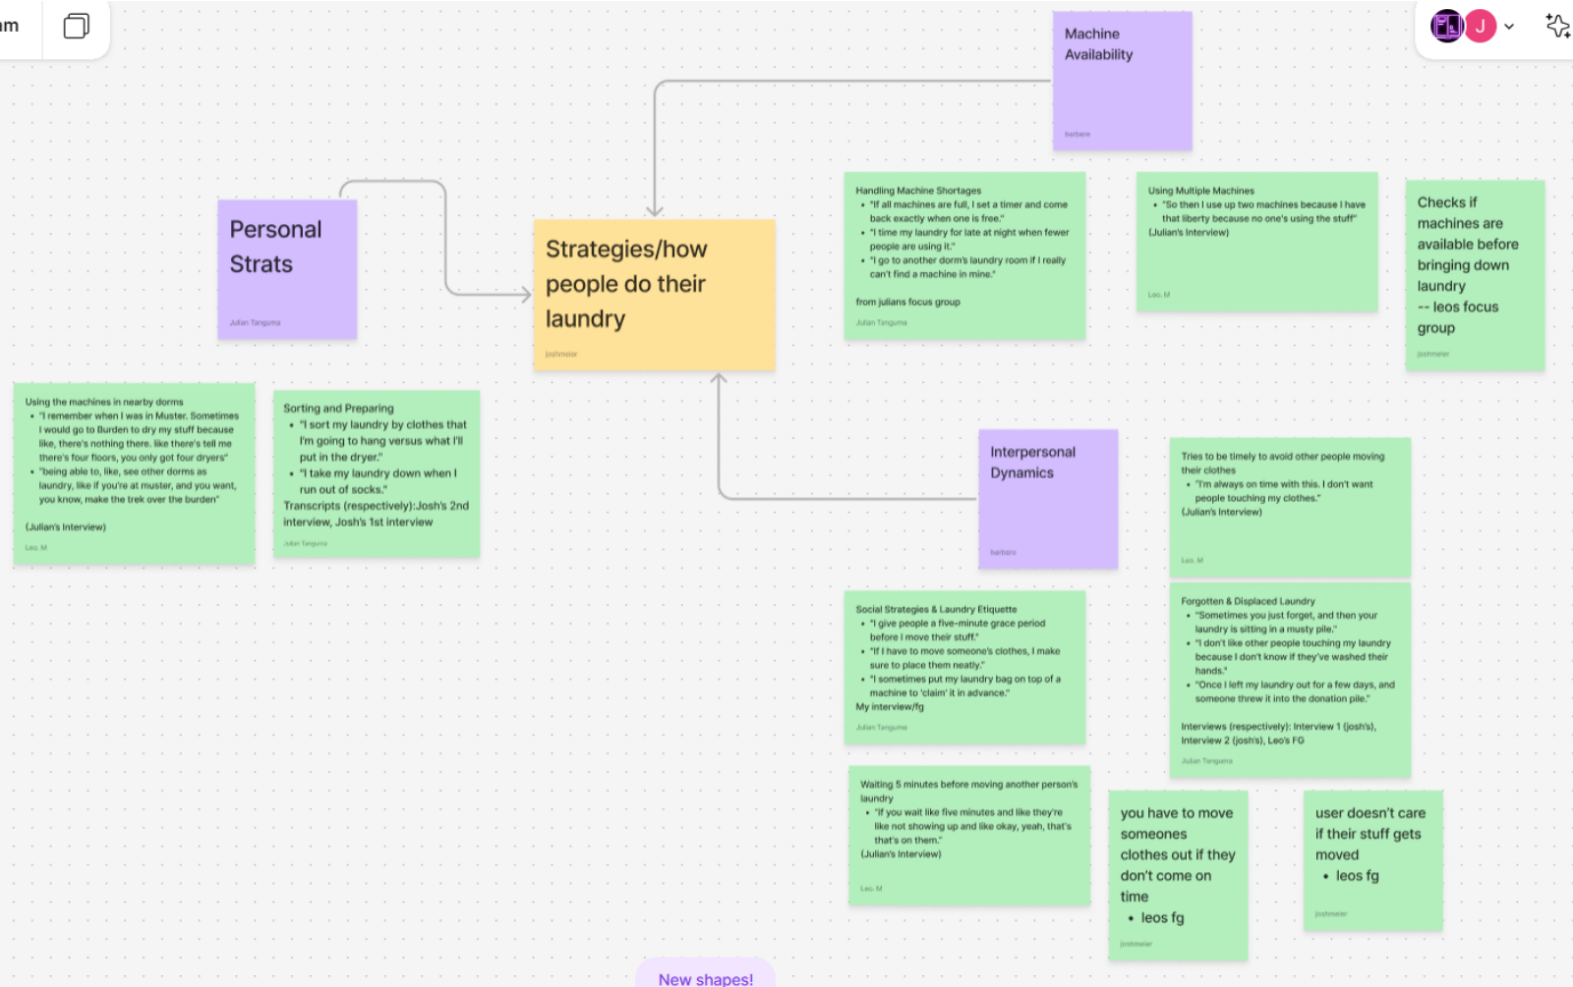 am
J
Machine
Availability
barbara
Personal
Strats
Julian Tanguma
Strategies/how
people do their
laundry
joshmeier
Handling Machine Shortages
• "If all machines are full, I set a timer and come
back exactly when one is free."
• "I time my laundry for late at night when fewer
people are using it."
• "I go to another dorm's laundry room if I really
can't find a machine in mine."
from julians focus group
Julian Tanguma
Using Multiple Machines
• "So then I use up two machines because I have
that liberty because no one's using the stuff"
(Julian's Interview)
Leo. M
Checks if
machines are
available before
bringing down
laundry
-- leos focus
group
joshmeier
Using the machines in nearby dorms
• "I remember when I was in Muster. Sometimes
I would go to Burden to dry my stuff because
like, there's nothing there. like there's tell me
there's four floors, you only got four dryers"
• "being able to, like, see other dorms as
laundry, like if you're at muster, and you want,
you know, make the trek over the burden"
(Julian's Interview)
Leo. M
Sorting and Preparing
• "I sort my laundry by clothes that
I'm going to hang versus what I'll
put in the dryer."
• "I take my laundry down when I
run out of socks."
Transcripts (respectively):Josh's 2nd
interview, Josh's 1st interview
Julian Tanguma
Interpersonal
Dynamics
barbara
Tries to be timely to avoid other people moving
their clothes
• "I'm always on time with this. I don't want
people touching my clothes."
(Julian's Interview)
Leo. M
Social Strategies & Laundry Etiquette
• "I give people a five-minute grace period
before I move their stuff."
• "If I have to move someone's clothes, I make
sure to place them neatly."
• "I sometimes put my laundry bag on top of a
machine to 'claim' it in advance."
My interview/fg
Julian Tanguma
Forgotten & Displaced Laundry
• "Sometimes you just forget, and then your
laundry is sitting in a musty pile."
• "I don't like other people touching my laundry
because I don't know if they've washed their
hands."
• "Once I left my laundry out for a few days, and
someone threw it into the donation pile."
Interviews (respectively): Interview 1 (josh's),
Interview 2 (josh's), Leo's FG
Julian Tanguma
Waiting 5 minutes before moving another person's
laundry
• "if you wait like five minutes and like they're
like not showing up and like okay, yeah, that's
that's on them."
(Julian's Interview)
Leo. M
you have to move
someones
clothes out if they
don't come on
time
• leos fg
joshmeier
user doesn't care
if their stuff gets
moved
• leos fg
joshmeier
New shapes!